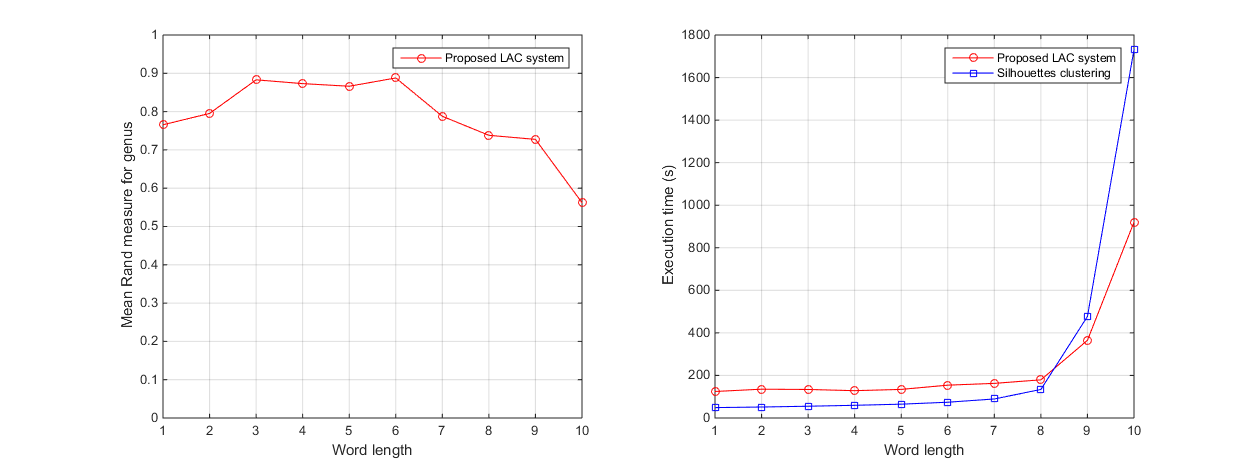 1
0.9
0.8
0.7
0.6
0.5
0.4
0.3
0.2
0.1
0
Mean Rand measure for genus
Proposed LAC system
1 2 3 4 5 6 7 8 9 10
Word length
1800
1600
1400
1200
1000
800
600
400
200
0
Execution time (s)
Proposed LAC system
Silhouettes clustering
1 2 3 4 5 6 7 8 9 10
Word length